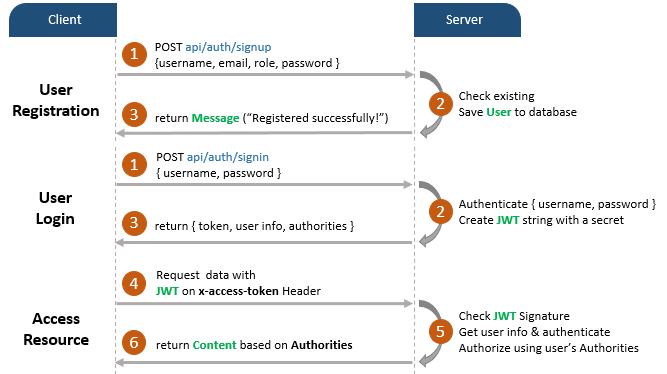 Client
Server
User
Registration
1
POST api/auth/signup
{username, email, role, password }
2
Check existing
Save User to database
3
return Message (“Registered successfully!”)
User
Login
1
POST api/auth/signin
{ username, password }
2
Authenticate { username, password }
Create JWT string with a secret
3
return { token, user info, authorities }
Access
Resource
4
Request data with
JWT on x-access-token Header
5
Check JWT Signature
Get user info & authenticate
Authorize using user’s Authorities
6
return Content based on Authorities